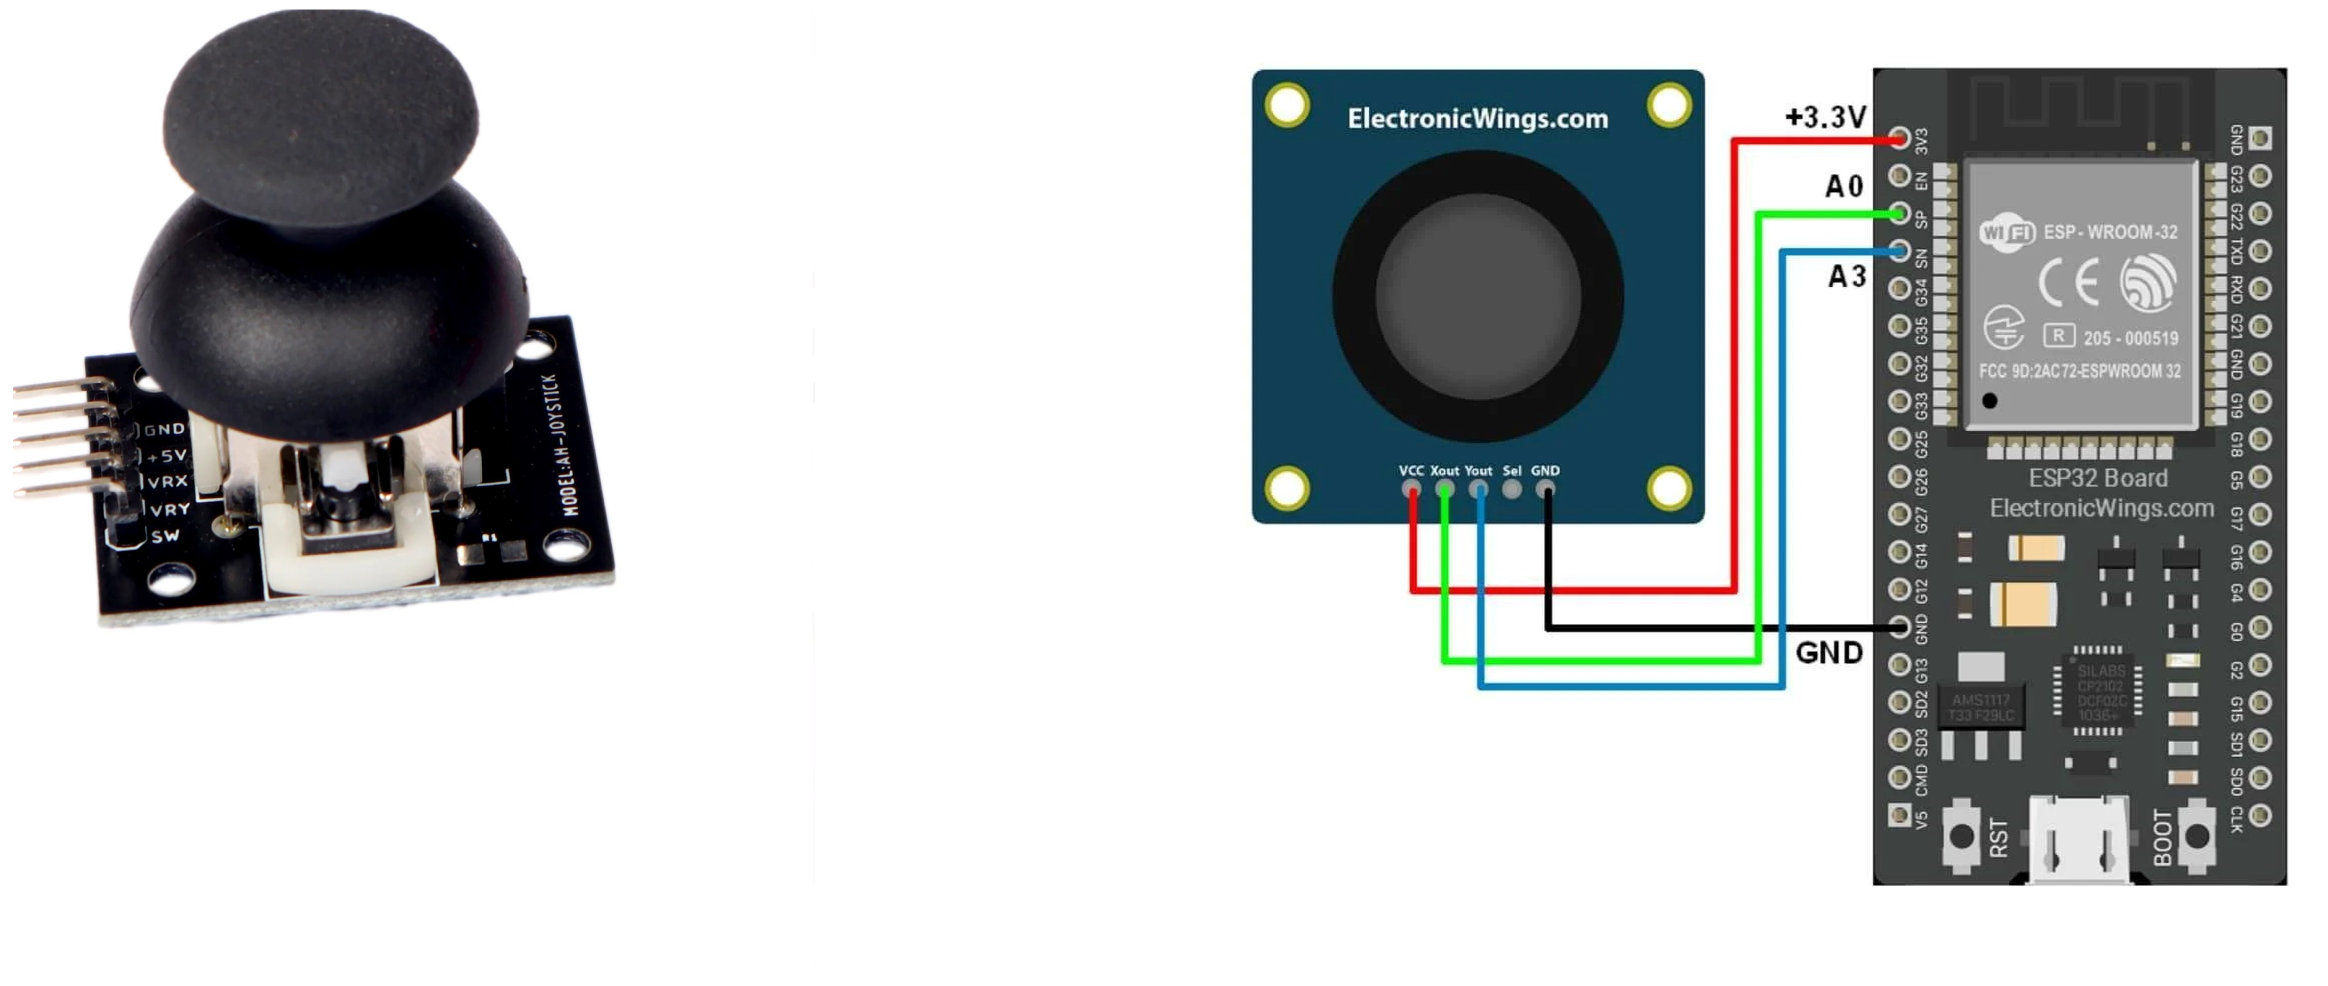 GND
+5V
VRX
VRY
SW
MODEL:AH-JOYSTICK
R1
ElectronicWings.com
VCC Xout Yout Sel GND
+3.3V
A0
A3
GND
3V3
EN
SP
SN
G34
G35
G32
G33
G25
G26
G27
G14
G12
GND
G13
SD2
SD3
CMD
V5
WiFi ESP - WROOM -32
CE
R 205 - 000519
FCC 9D:2AC72-ESPWROOM 32
ESP32 Board
ElectronicWings.com
SILABS
CP2102
DCF0ZC
1036+
AMS1117
T33 F29LC
RST
BOOT
GND
G23
G22
TXD
RXD
G21
GND
G19
G18
G5
G17
G16
G4
G0
G2
G15
SD1
SD0
CLK